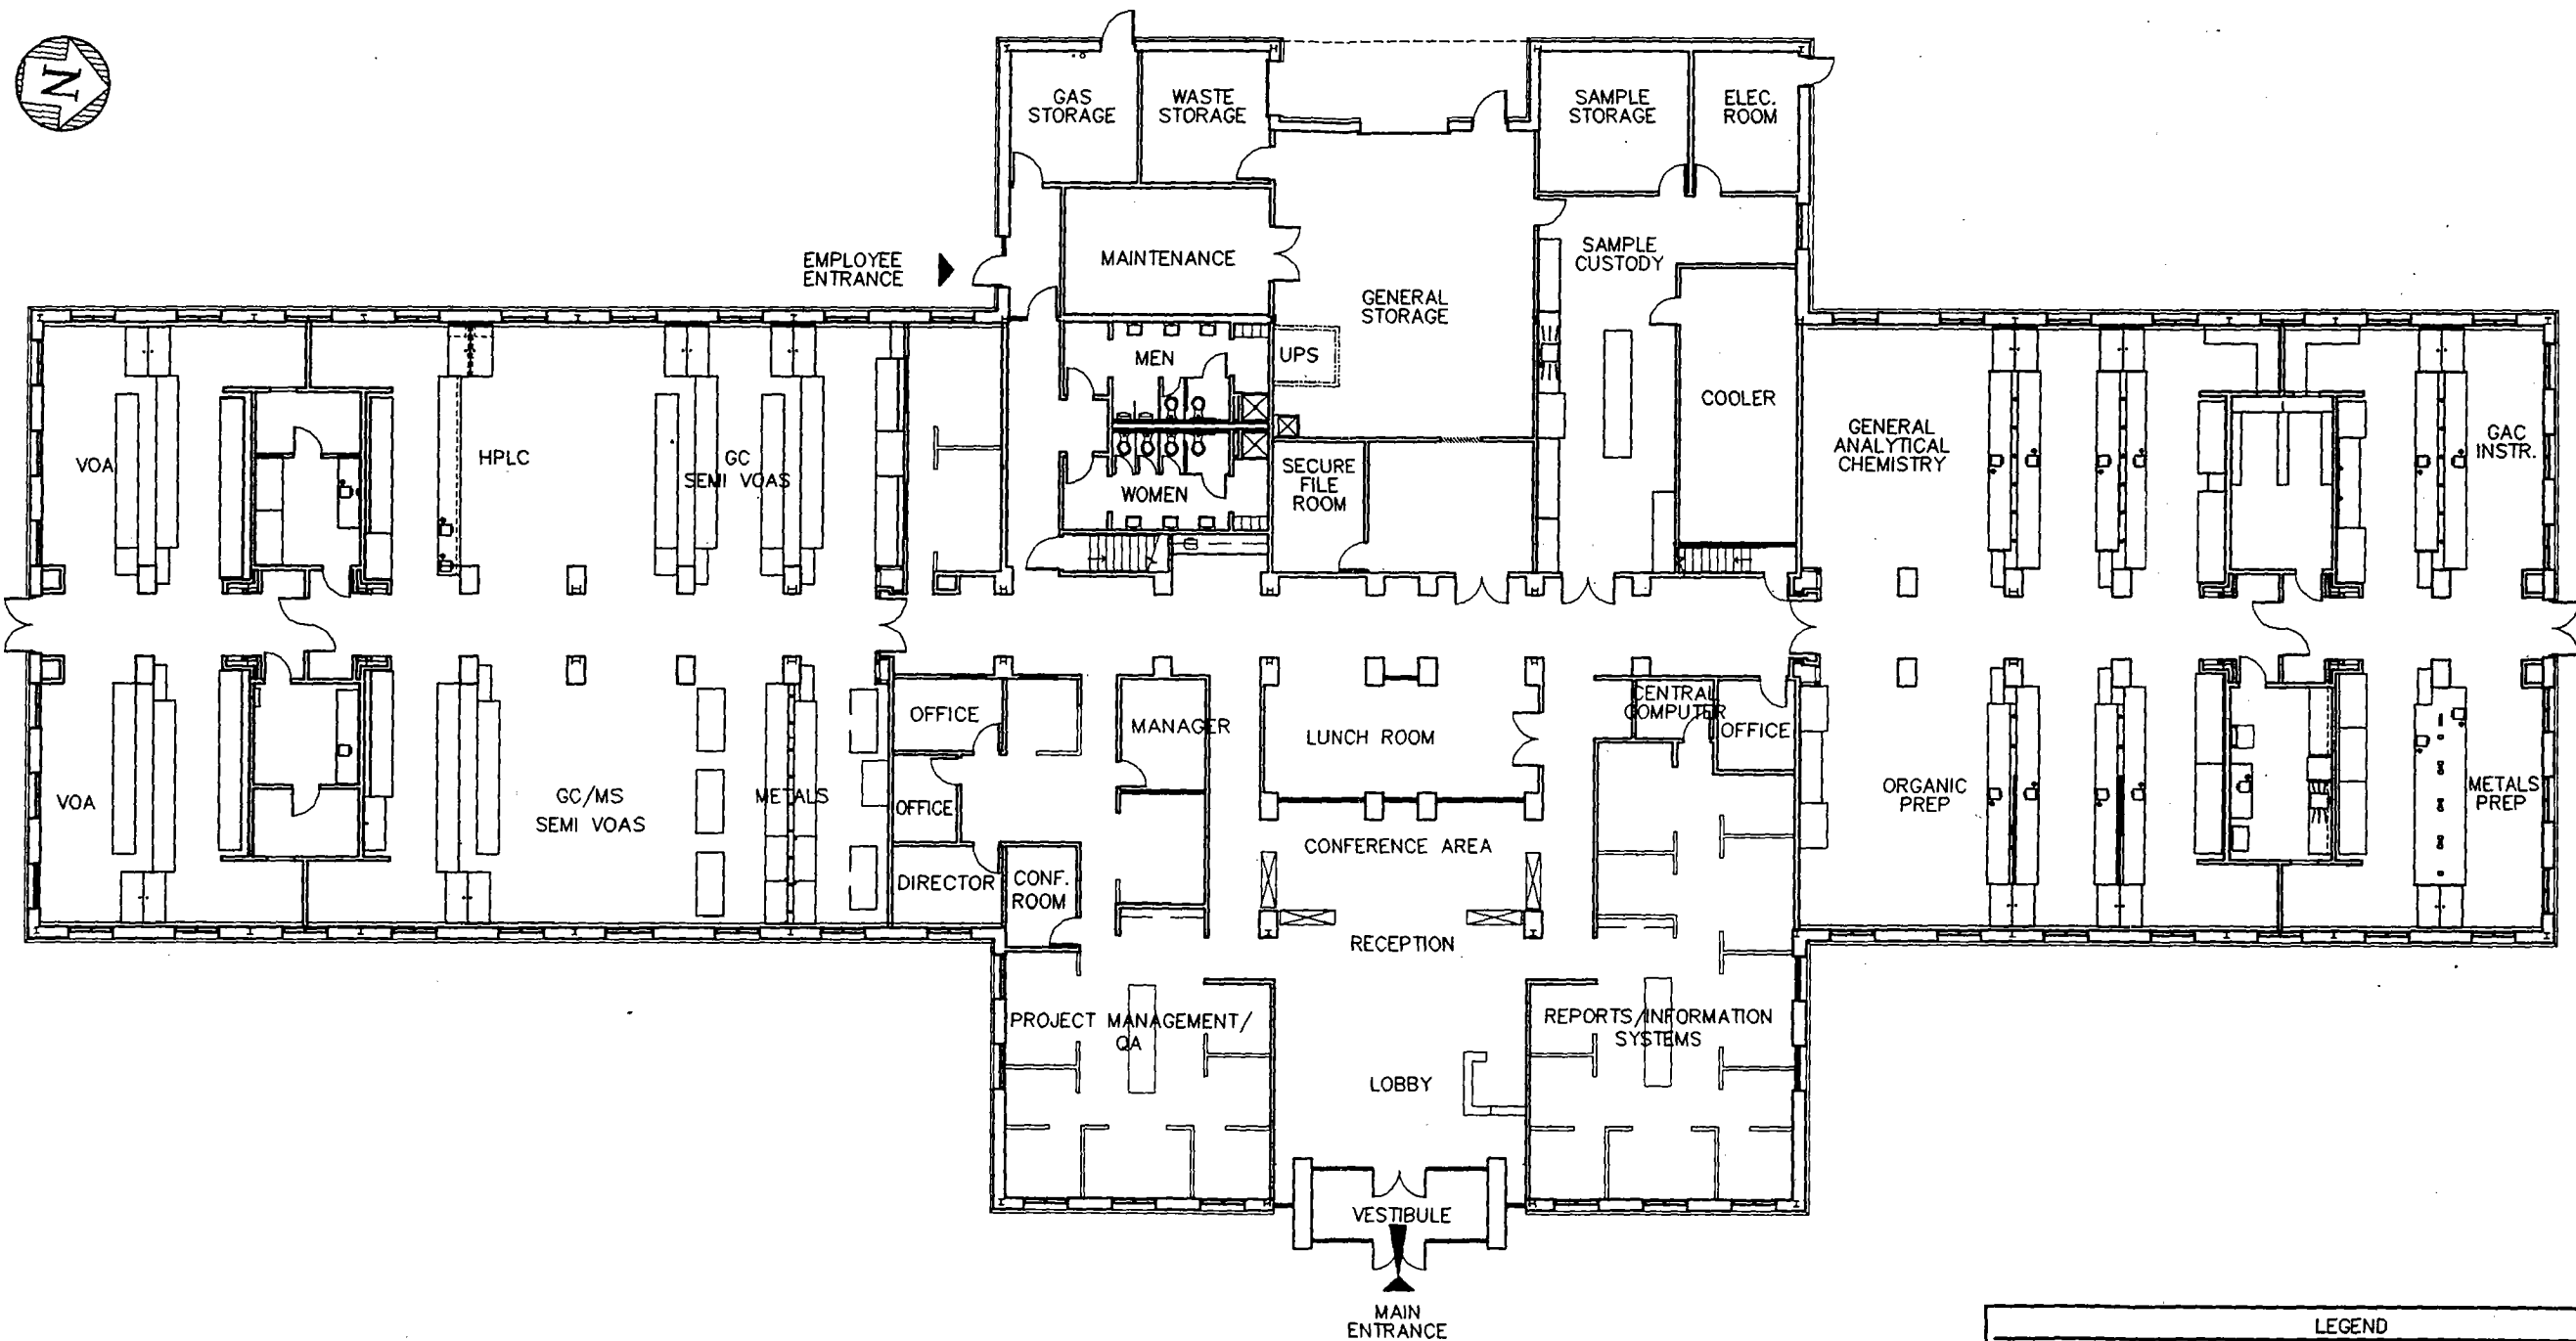 N
GAS
STORAGE
WASTE
STORAGE
SAMPLE
STORAGE
ELEC.
ROOM
EMPLOYEE
ENTRANCE
MAINTENANCE
GENERAL
STORAGE
SAMPLE
CUSTODY
MEN
UPS
COOLER
VOA
HPLC
GC
SEMI VOAS
WOMEN
SECURE
FILE
ROOM
GENERAL
ANALYTICAL
CHEMISTRY
GAC
INSTR.
OFFICE
MANAGER
LUNCH ROOM
CENTRAL
COMPUTER
OFFICE
VOA
GC/MS
SEMI VOAS
METALS
OFFICE
ORGANIC
PREP
METALS
PREP
DIRECTOR
CONF.
ROOM
CONFERENCE AREA
RECEPTION
PROJECT MANAGEMENT/
QA
REPORTS/INFORMATION
SYSTEMS
LOBBY
VESTIBULE
MAIN
ENTRANCE
LEGEND